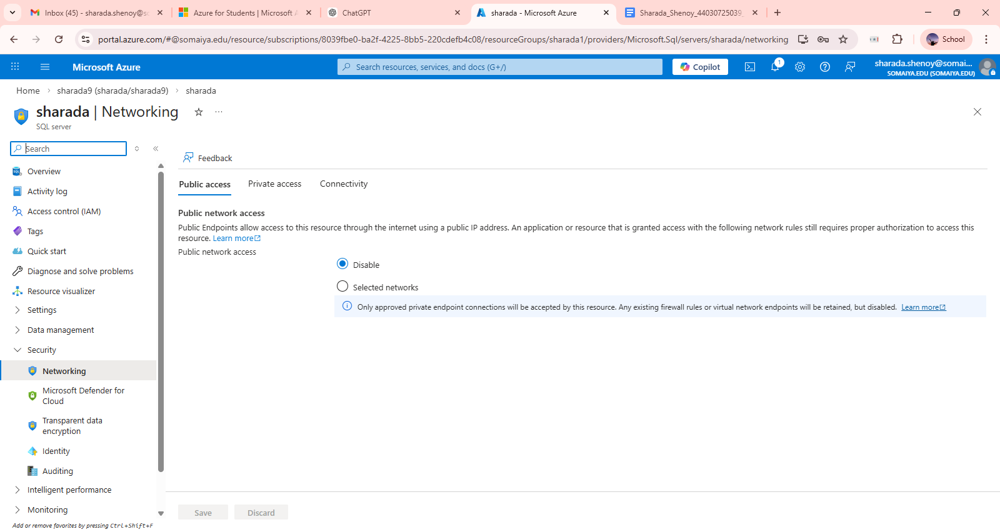 Inbox (45) - sharada.shenoy@so
Azure for Students | Microsoft A
ChatGPT
sharada - Microsoft Azure
Sharada_Shenoy_44030725039_
portal.azure.com/#@somaiya.edu/resource/subscriptions/8039fbe0-ba2f-4225-8bb5-220cdefb4c08/resourceGroups/sharada1/providers/Microsoft.Sql/servers/sharada/networking
School
Microsoft Azure
Search resources, services, and docs (G+/)
Copilot
1
sharada.shenoy@somai...
SOMAIYA.EDU (SOMAIYA.EDU)
Home > sharada9 (sharada/sharada9) > sharada
sharada | Networking
SQL server
Search
Overview
Activity log
Access control (IAM)
Tags
Quick start
Diagnose and solve problems
Resource visualizer
Settings
Data management
Security
Networking
Microsoft Defender for
Cloud
Transparent data
encryption
Identity
Auditing
Intelligent performance
Monitoring
Add or remove favorites by pressing Ctrl+Shift+F
Feedback
Public access Private access Connectivity
Public network access
Public Endpoints allow access to this resource through the internet using a public IP address. An application or resource that is granted access with the following network rules still requires proper authorization to access this
resource. Learn more
Public network access
Disable
Selected networks
Only approved private endpoint connections will be accepted by this resource. Any existing firewall rules or virtual network endpoints will be retained, but disabled. Learn more
Save Discard